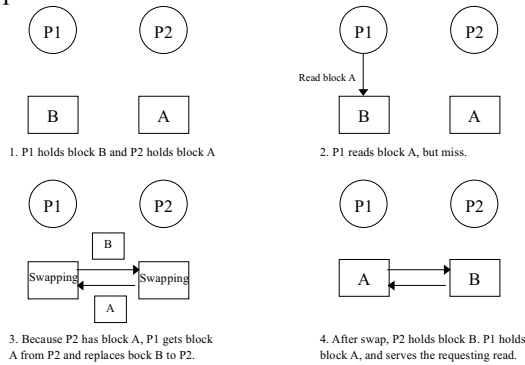 P1
P2
P1
P2
Read block A
B
A
B
A
1. P1 holds block B and P2 holds block A
2. P1 reads block A, but miss.
P1
P2
P1
P2
B
Swapping
Swapping
A
B
A
3. Because P2 has block A, P1 gets block
A from P2 and replaces bock B to P2.
4. After swap, P2 holds block B. P1 holds
block A, and serves the requesting read.